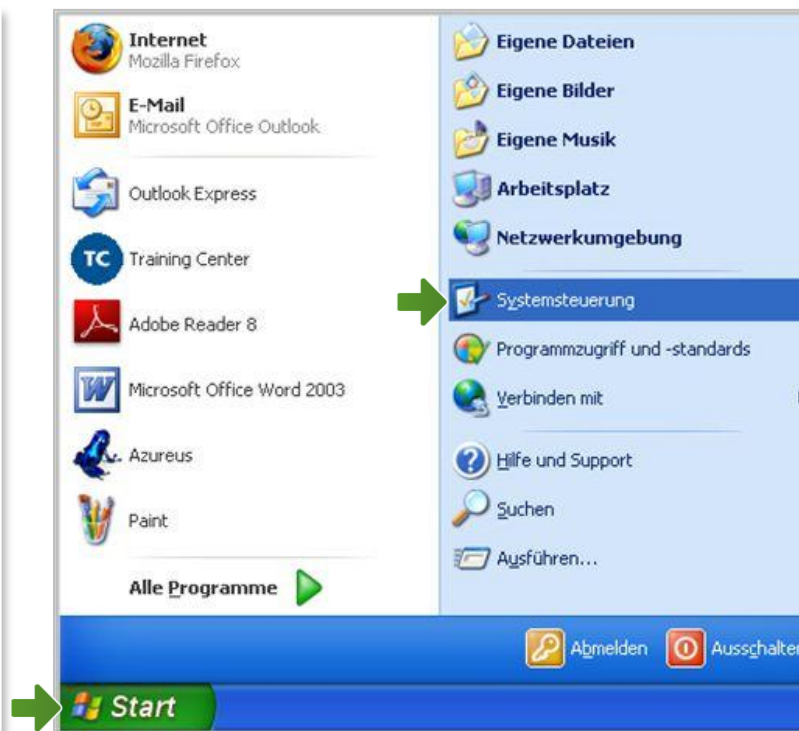 Internet
Mozilla Firefox
E-Mail
Microsoft Office Outlook
Outlook Express
TC
Training Center
Adobe Reader 8
Microsoft Office Word 2003
Azureus
Paint
Alle Programme
Eigene Dateien
Eigene Bilder
Eigene Musik
Arbeitsplatz
Netzwerkumgebung
Systemsteuerung
Programmzugriff und -standards
Verbinden mit
Hilfe und Support
Suchen
Ausführen...
Abmelden
Ausschalten
Start